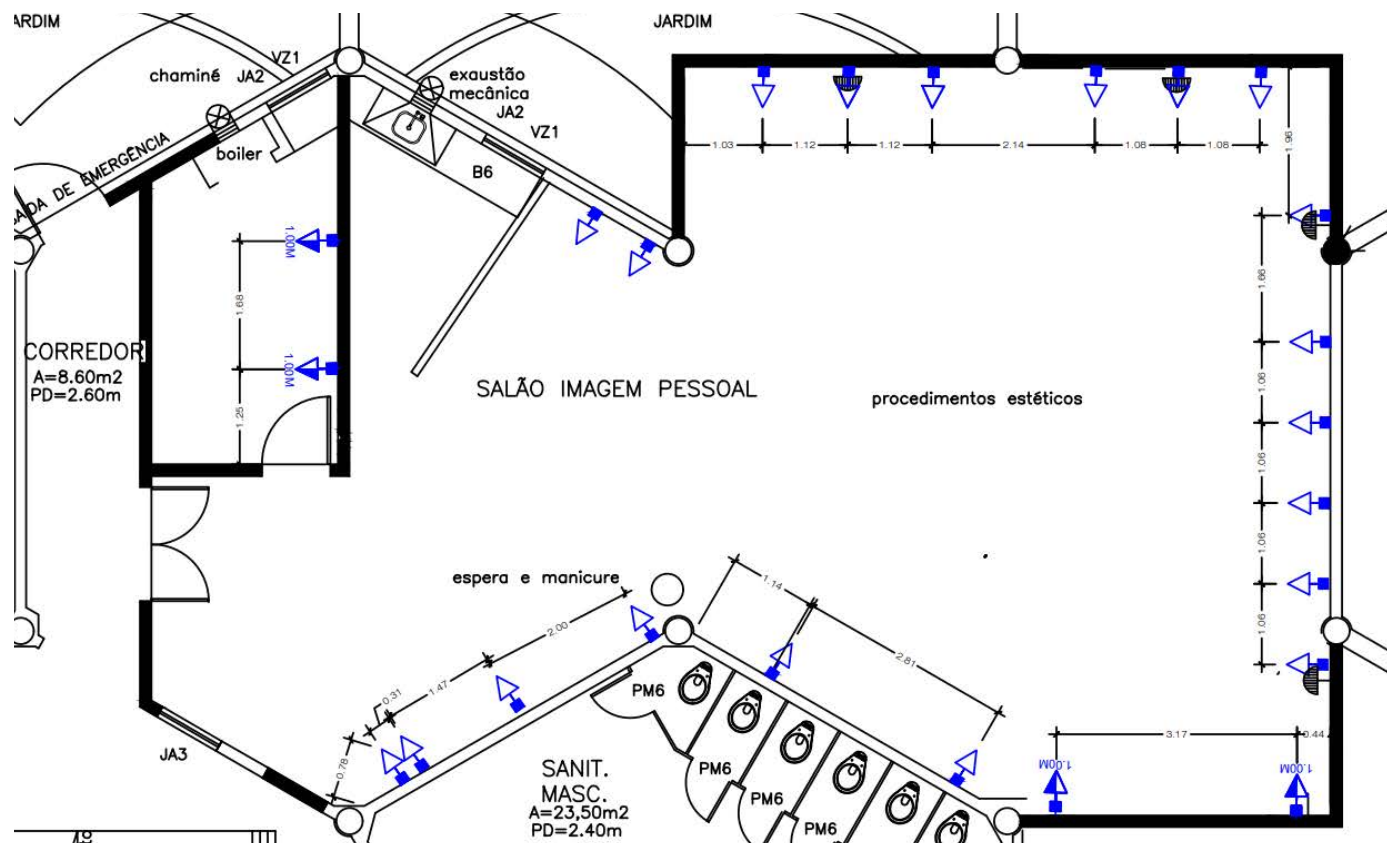 ARDIM
JARDIM
VZ1
chaminé
JA2
exaustão
mecânica
JA2
VZ1
boiler
B6
SAÍDA DE EMERGÊNCIA
1.03
1.12
1.12
2.14
1.08
1.08
1.96
1.00M
1.68
1.00M
1.25
CORREDOR
A=8.60m2
PD=2.60m
SALÃO IMAGEM PESSOAL
procedimentos estéticos
1.66
1.06
1.06
1.06
1.06
espera e manicure
1.14
2.00
2.81
0.31
1.47
0.78
JA3
PM6
PM6
PM6
PM6
SANIT.
MASC.
A=23,50m2
PD=2.40m
3.17
0.44
1.00M
1.00M